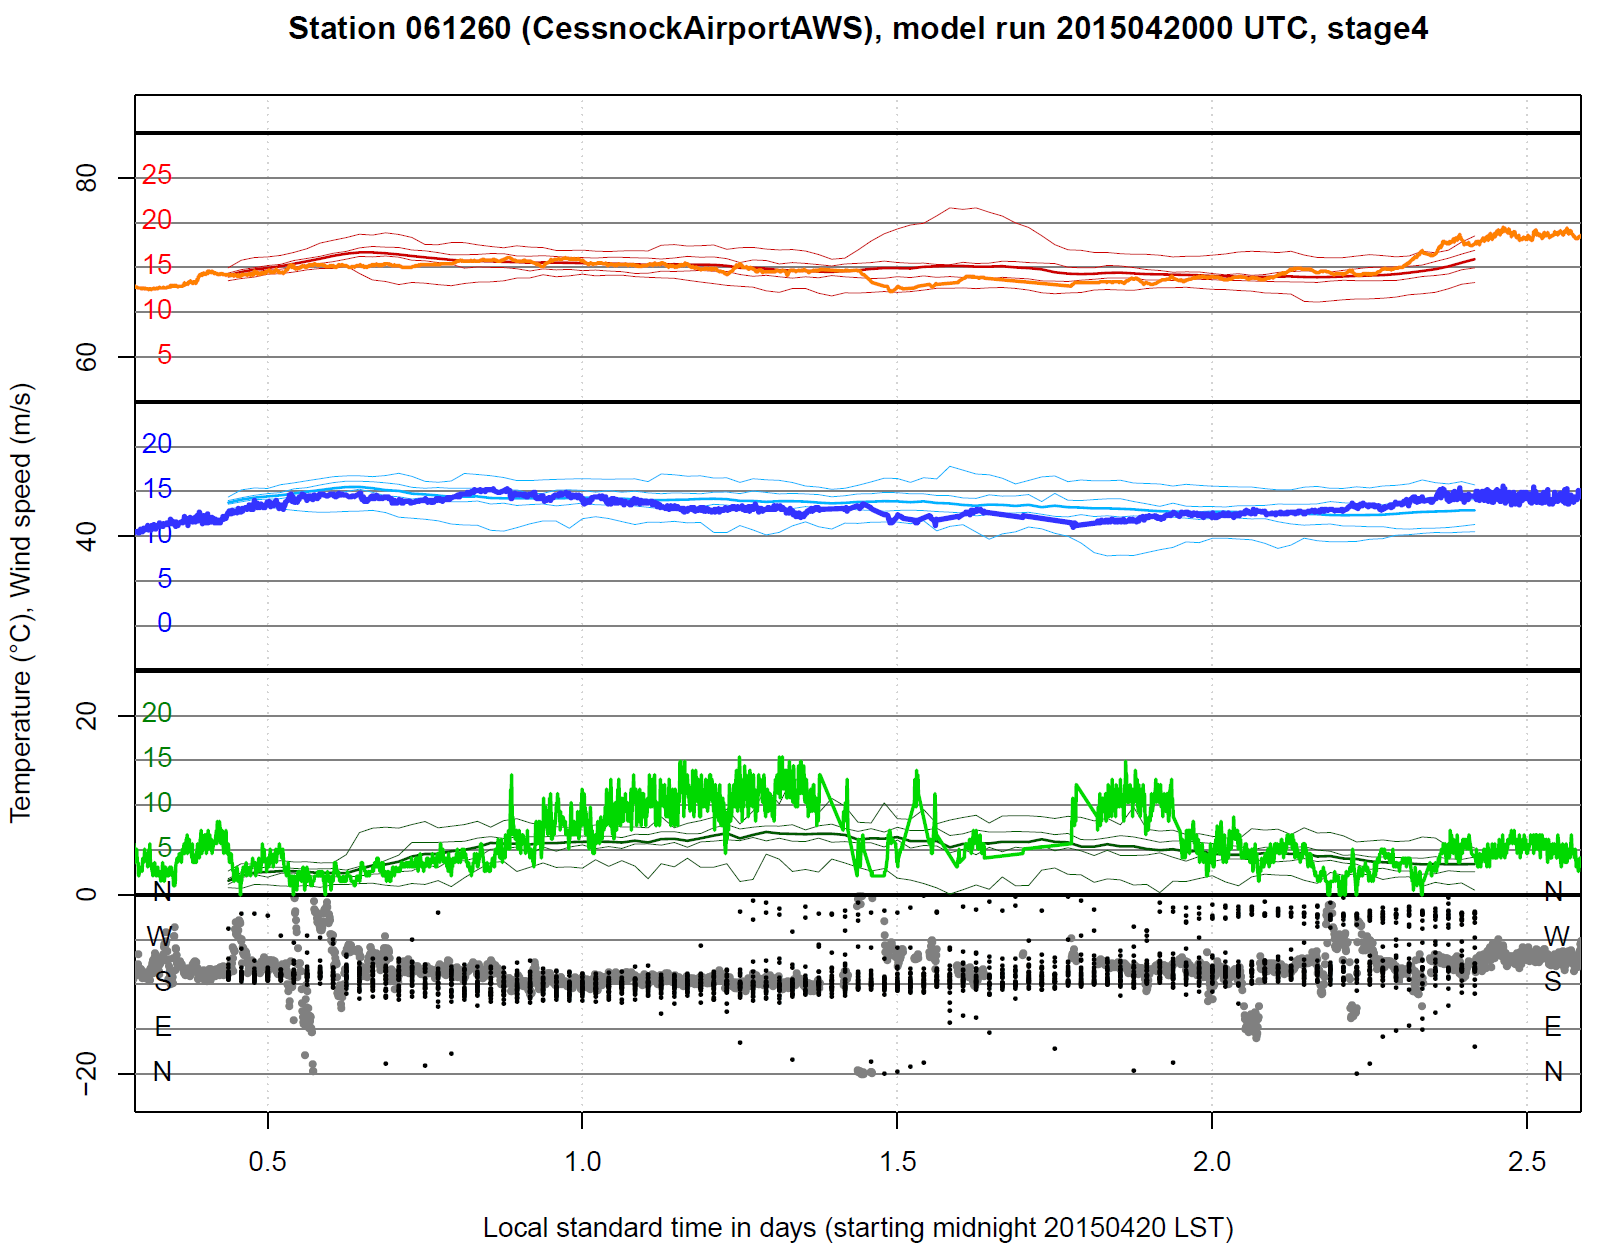 Station 061260 (CessnockAirportAWS), model run 2015042000 UTC, stage4
Temperature (°C), Wind speed (m/s)
80
60
40
20
0
−20
25
20
15
10
5
20
15
10
5
0
20
15
10
5
N
W
S
E
N
N
W
S
E
N
0.5 1.0 1.5 2.0 2.5
Local standard time in days (starting midnight 20150420 LST)